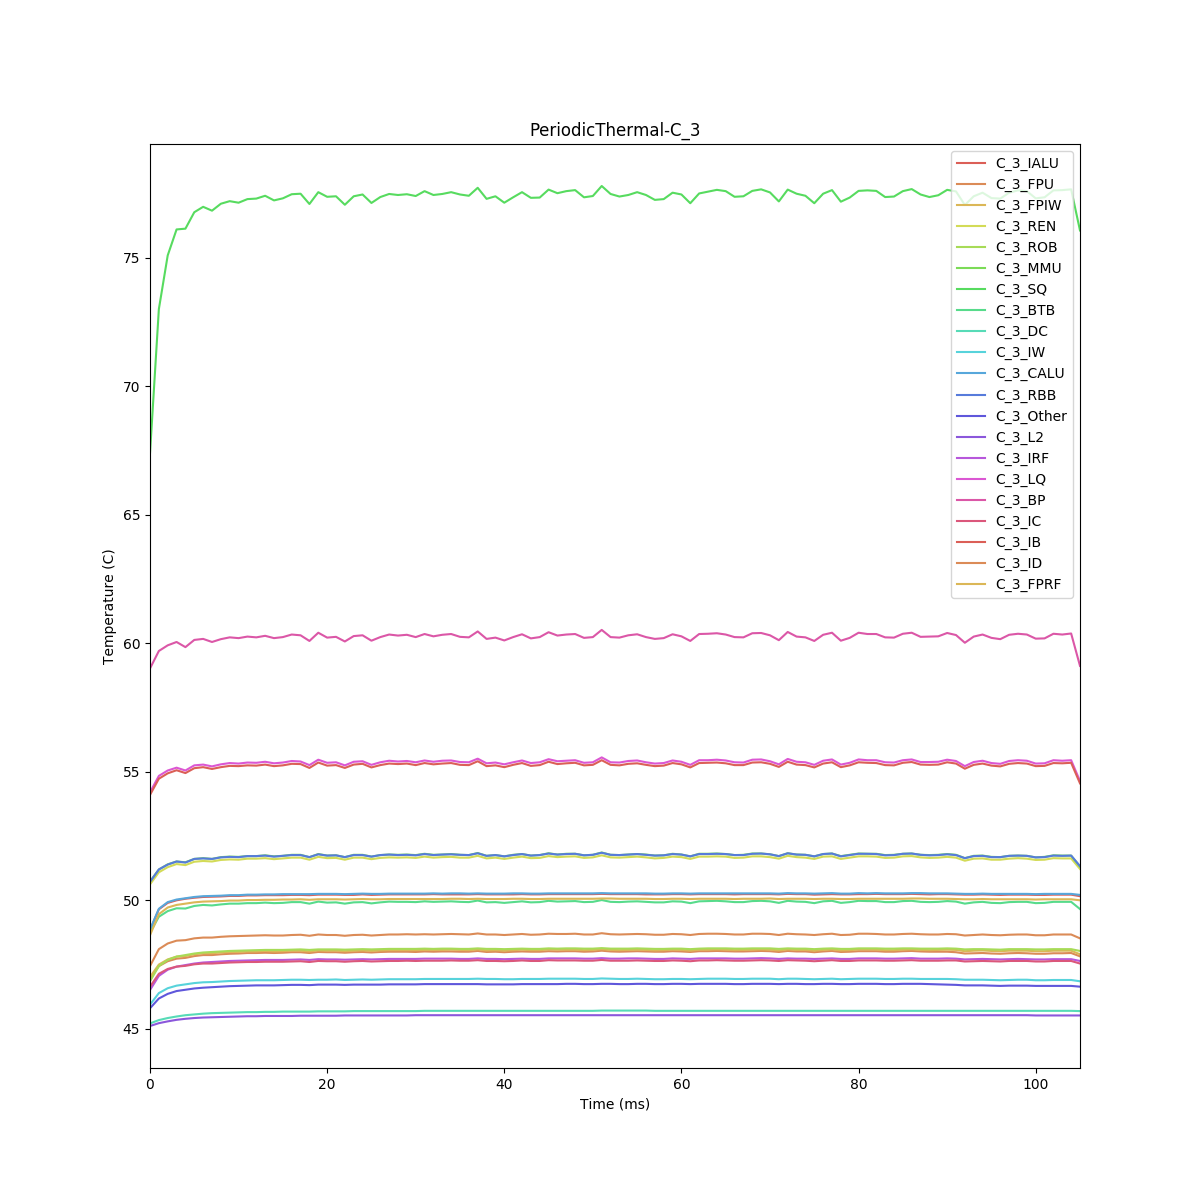 PeriodicThermal-C_3
C_3_IALU
C_3_FPU
C_3_FPIW
C_3_REN
C_3_ROB
C_3_MMU
C_3_SQ
C_3_BTB
C_3_DC
C_3_IW
C_3_CALU
C_3_RBB
C_3_Other
C_3_L2
C_3_IRF
C_3_LQ
C_3_BP
C_3_IC
C_3_IB
C_3_ID
C_3_FPRF
75
70
65
60
55
50
45
Temperature (C)
0 20 40 60 80 100
Time (ms)